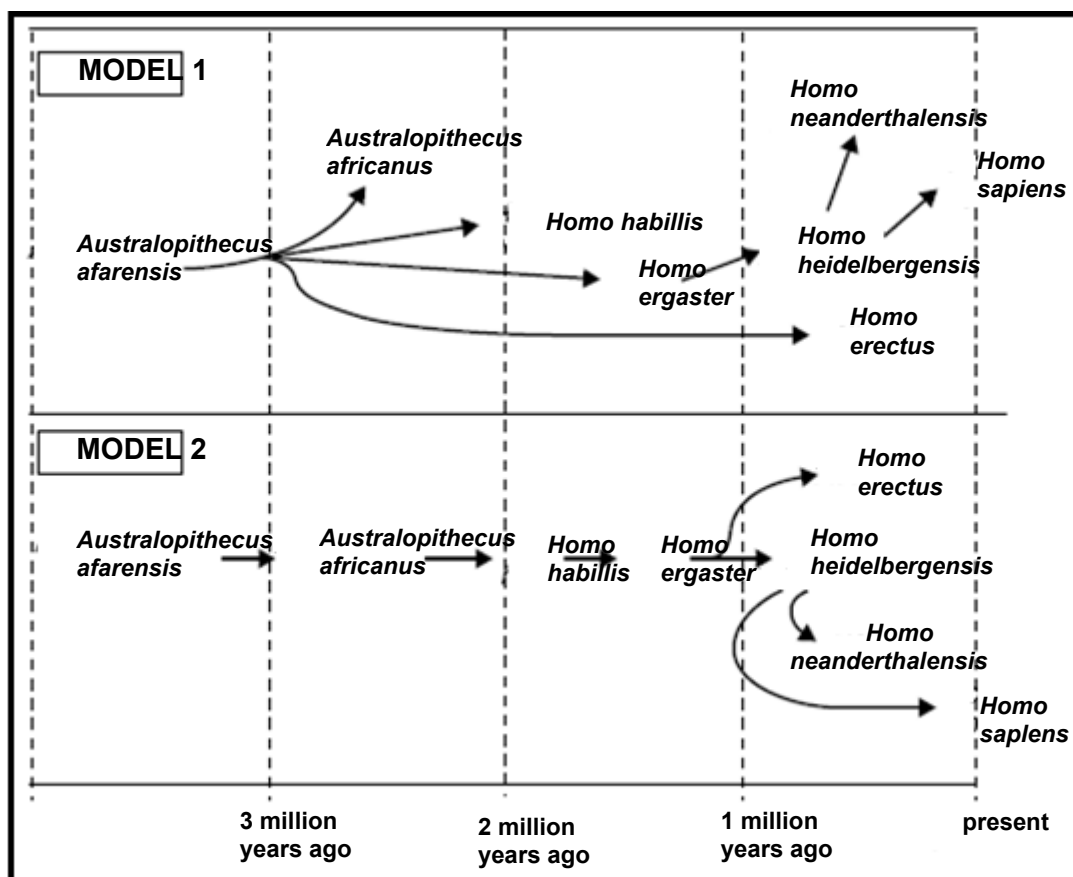 MODEL 1
Homo
neanderthalensis
Australopithecus
africanus
Homo
sapiens
Homo habillis
Australopithecus
afarensis
Homo
heidelbergensis
Homo
ergaster
Homo
erectus
MODEL 2
Homo
erectus
Australopithecus
afarensis
Australopithecus
africanus
Homo
habillis
Homo
ergaster
Homo
heidelbergensis
Homo
neanderthalensis
Homo
saplens
3 million
years ago
2 million
years ago
1 million
years ago
present